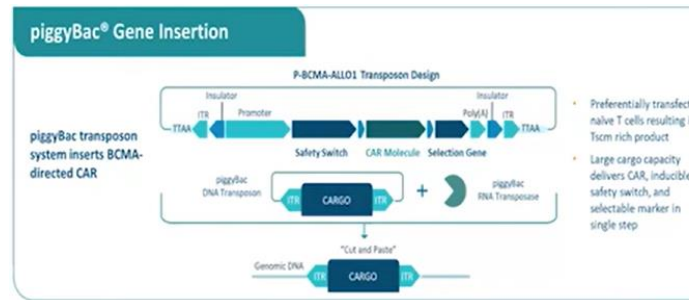 piggyBac® Gene Insertion
P-BCMA-ALLO1 Transposon Design
Insulator
Insulator
ITR
Promoter
Poly(A)
ITR
TTAA
TTAA
Safety Switch
CAR Molecule
Selection Gene
piggyBac transposon
system inserts BCMA-
directed CAR
piggyBac
DNA Transposon
ITR
CARGO
ITR
+
piggyBac
RNA Transposase
"Cut and Paste"
Genomic DNA
ITR
CARGO
ITR
• Preferentially transfect
naïve T cells resulting i
Tscm rich product
• Large cargo capacity
delivers CAR, inducible
safety switch, and
selectable marker in
single step